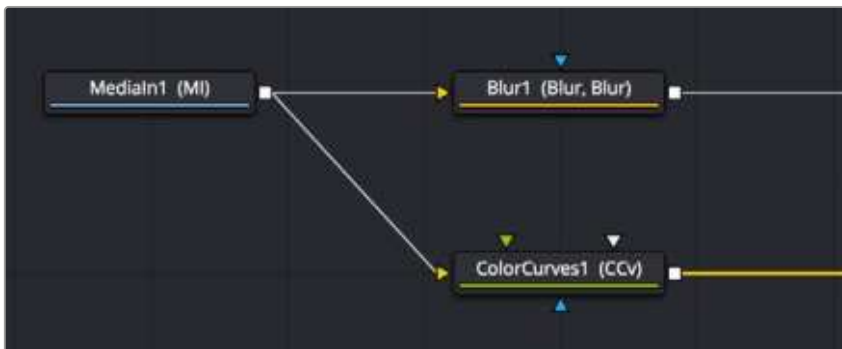 MediaIn1 (MI)
Blur1 (Blur, Blur)
ColorCurves1 (CCv)